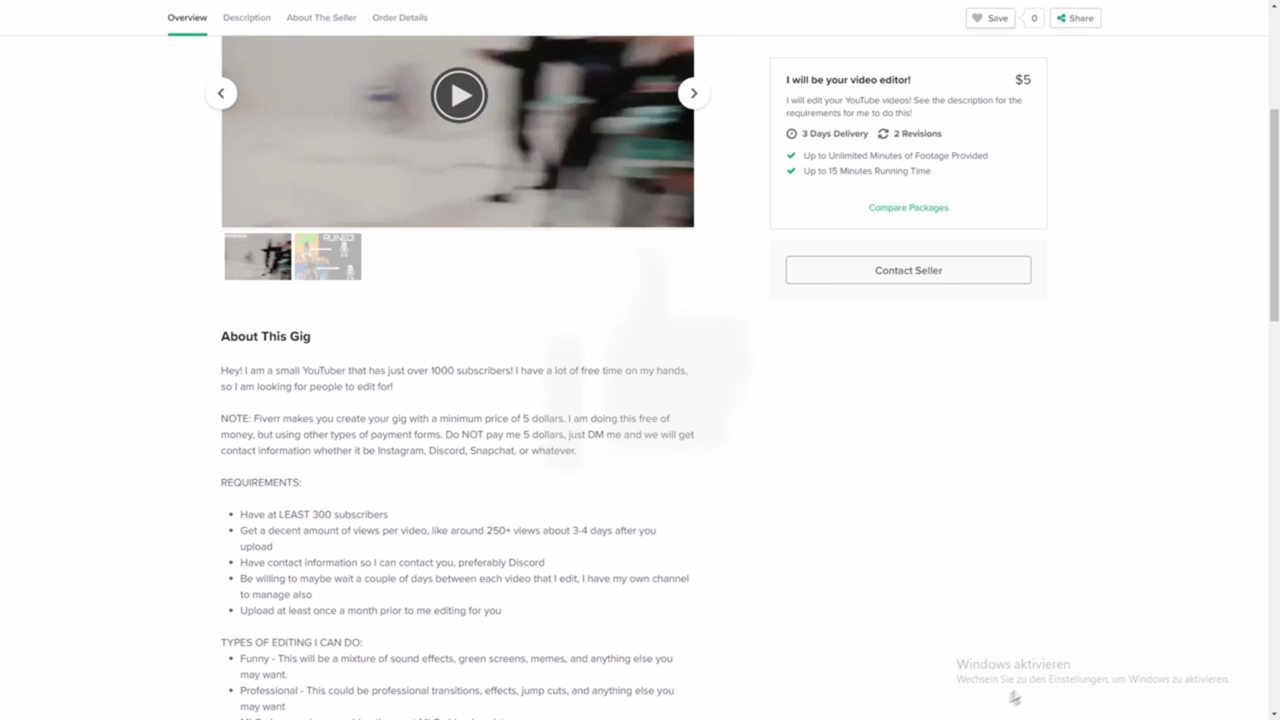 Overview Description About The Seller Order Details
Save 0 Share
I will be your video editor! $5
I will edit your YouTube videos! See the description for the
requirements for me to do this!
3 Days Delivery 2 Revisions
Up to Unlimited Minutes of Footage Provided
Up to 15 Minutes Running Time
Compare Packages
Contact Seller
RUINED!
About This Gig
Hey! I am a small YouTuber that has just over 1000 subscribers! I have a lot of free time on my hands,
so I am looking for people to edit for!
NOTE: Fiverr makes you create your gig with a minimum price of 5 dollars. I am doing this free of
money, but using other types of payment forms. Do NOT pay me 5 dollars, just DM me and we will get
contact information whether it be Instagram, Discord, Snapchat, or whatever.
REQUIREMENTS:
Have at LEAST 300 subscribers
Get a decent amount of views per video, like around 250+ views about 3-4 days after you
upload
Have contact information so I can contact you, preferably Discord
Be willing to maybe wait a couple of days between each video that I edit, I have my own channel
to manage also
Upload at least once a month prior to me editing for you
TYPES OF EDITING I CAN DO:
Funny - This will be a mixture of sound effects, green screens, memes, and anything else you
may want.
Professional - This could be professional transitions, effects, jump cuts, and anything else you
may want
Windows aktivieren
Wechseln Sie zu den Einstellungen, um Windows zu aktivieren.